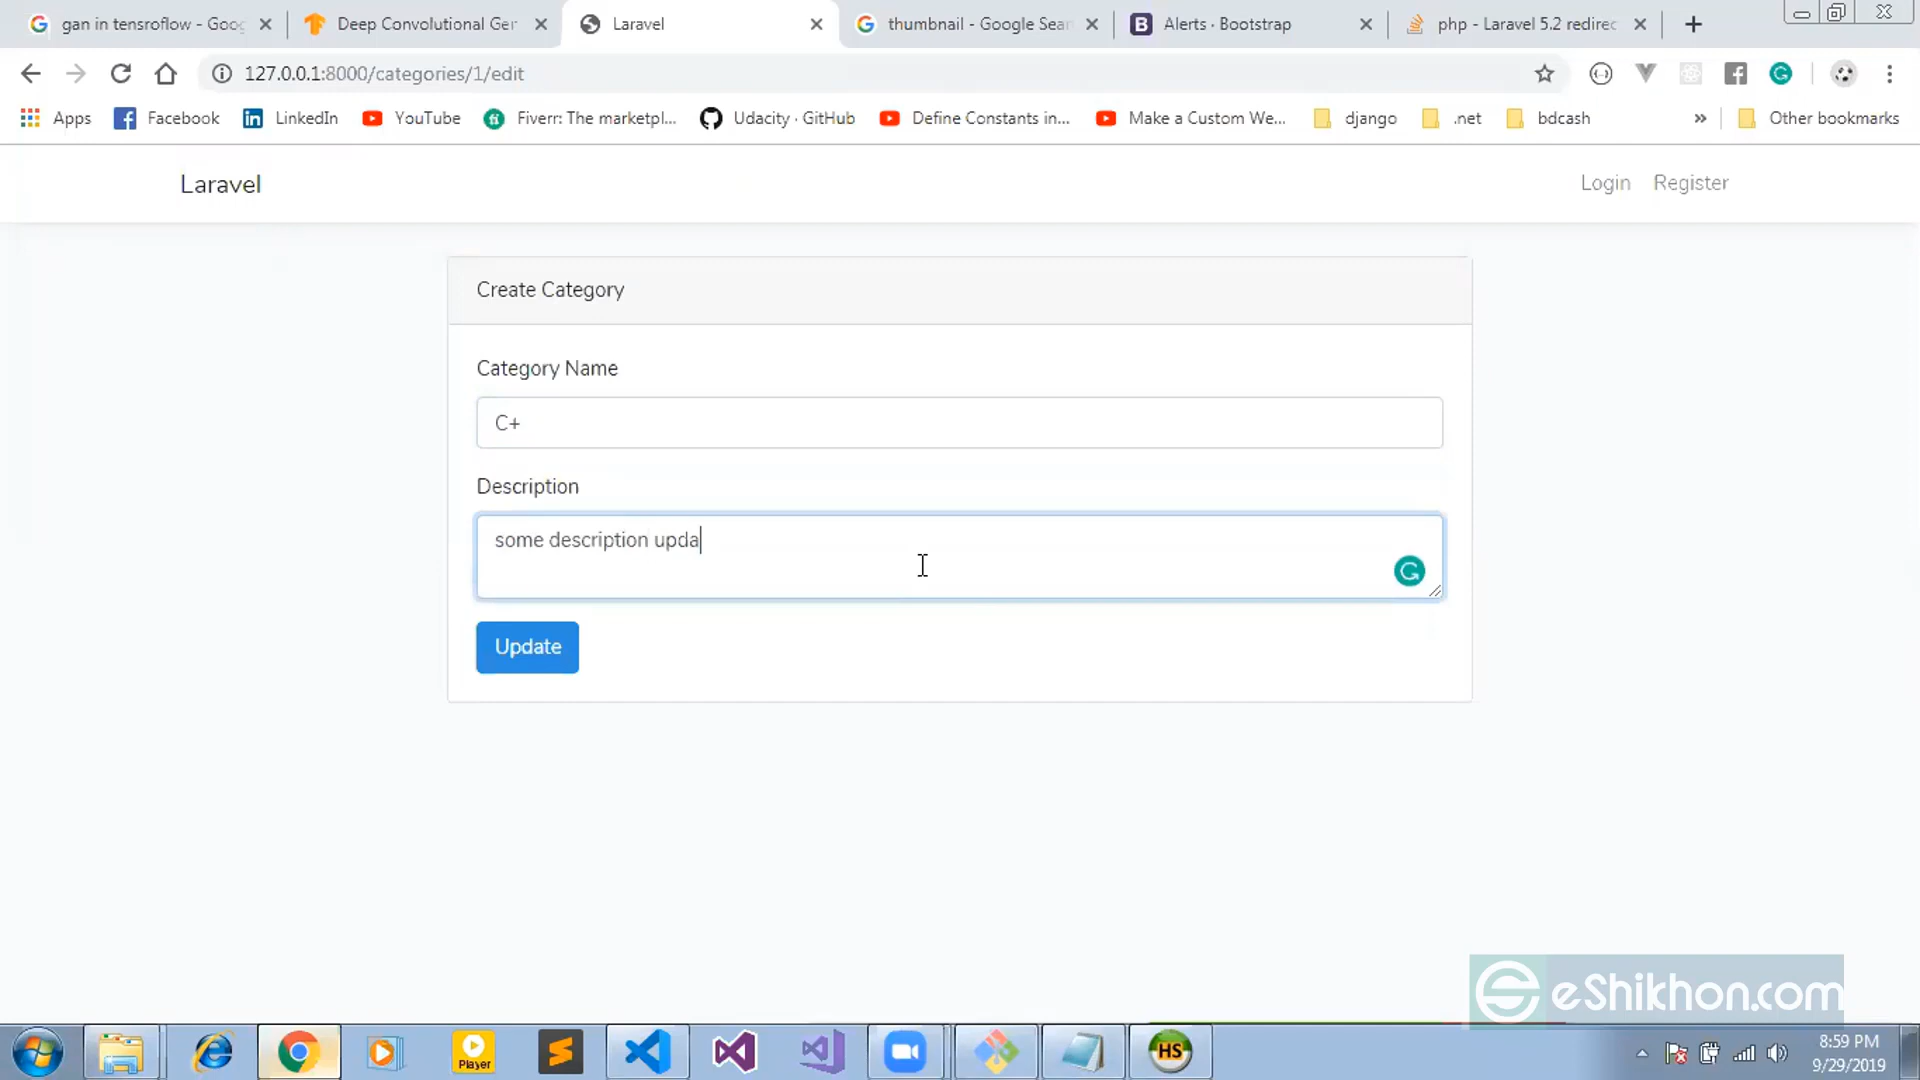 gan in tensroflow - Goog
Deep Convolutional Ger
Laravel
thumbnail - Google Sear
Alerts · Bootstrap
php - Laravel 5.2 redirec
127.0.0.1:8000/categories/1/edit
Apps
Facebook
LinkedIn
YouTube
Fiverr: The marketpl...
Udacity · GitHub
Define Constants in...
Make a Custom We...
django
.net
bdcash
»
Other bookmarks
Laravel
Login
Register
Create Category
Category Name
C+
Description
some description upda
Update
eShikhon.com
Player
HS
8:59 PM
9/29/2019